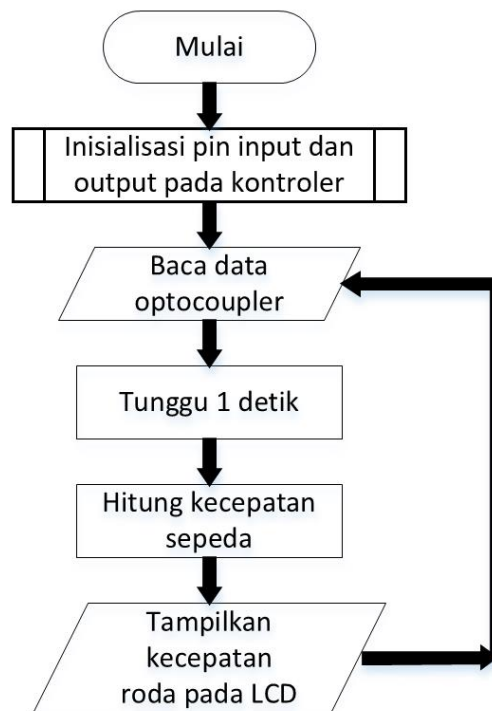 Mulai
Inisialisasi pin input dan
output pada kontroler
Baca data
optocoupler
Tunggu 1 detik
Hitung kecepatan
sepeda
Tampilkan
kecepatan
roda pada LCD